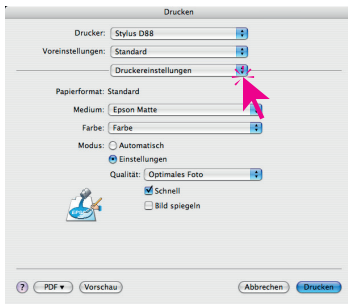 Drucken
Drucker: Stylus D88
Voreinstellungen: Standard
Druckereinstellungen
Papierformat: Standard
Medium: Epson Matte
Farbe: Farbe
Modus: Automatisch
Einstellungen
Qualität: Optimales Foto
Schnell
Bild spiegeln
EPSON
? PDF Vorschau Abbrechen Drucken